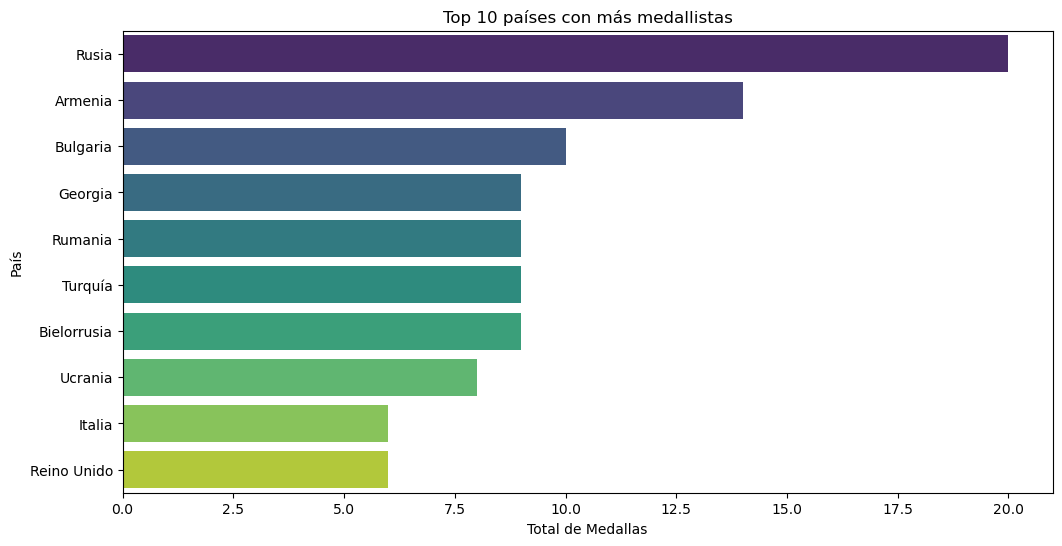 Top 10 países con más medallistas
País
Rusia
Armenia
Bulgaria
Georgia
Rumania
Turquía
Bielorrusia
Ucrania
Italia
Reino Unido
0.0 2.5 5.0 7.5 10.0 12.5 15.0 17.5 20.0
Total de Medallas